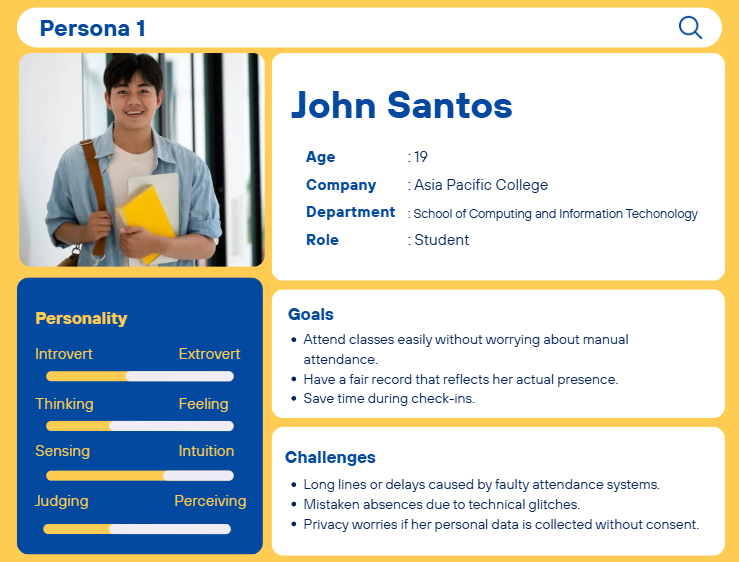 Persona 1
John Santos
Age : 19
Company : Asia Pacific College
Department : School of Computing and Information Techonology
Role : Student
Personality
Introvert Extrovert
Thinking Feeling
Sensing Intuition
Judging Perceiving
Goals
• Attend classes easily without worrying about manual
attendance.
• Have a fair record that reflects her actual presence.
• Save time during check-ins.
Challenges
• Long lines or delays caused by faulty attendance systems.
• Mistaken absences due to technical glitches.
• Privacy worries if her personal data is collected without consent.